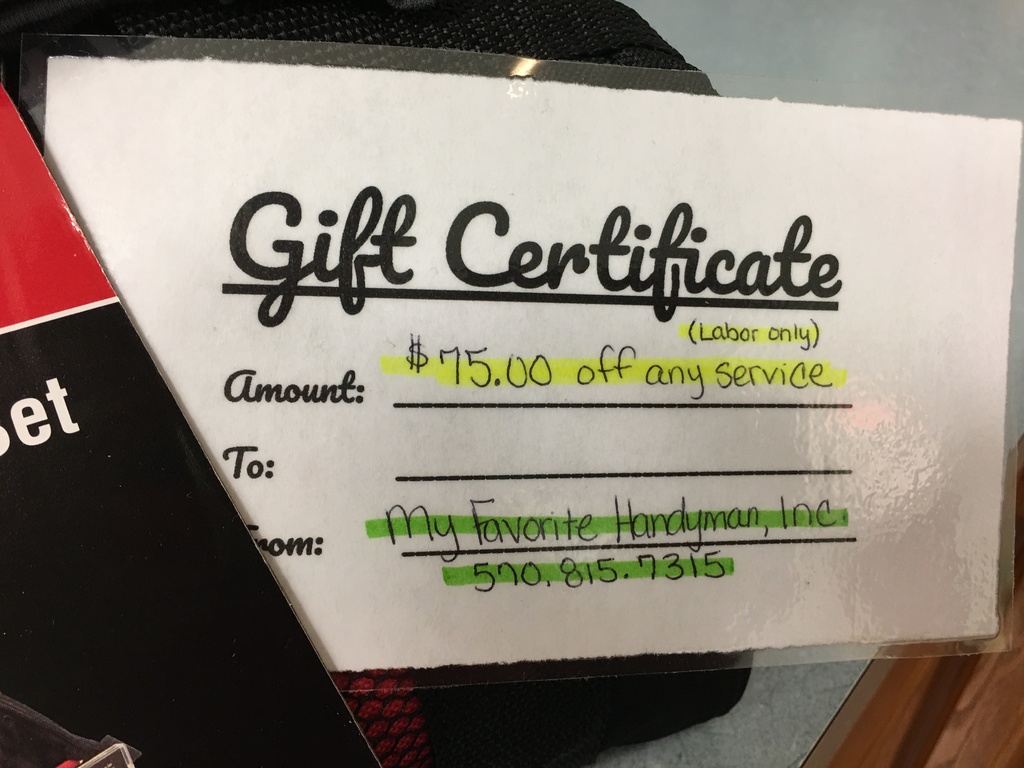 Gift Certificate
(Labor only)
Amount: $75.00 off any service
To:
From: My Favorite Handyman, Inc.
570.815.7315